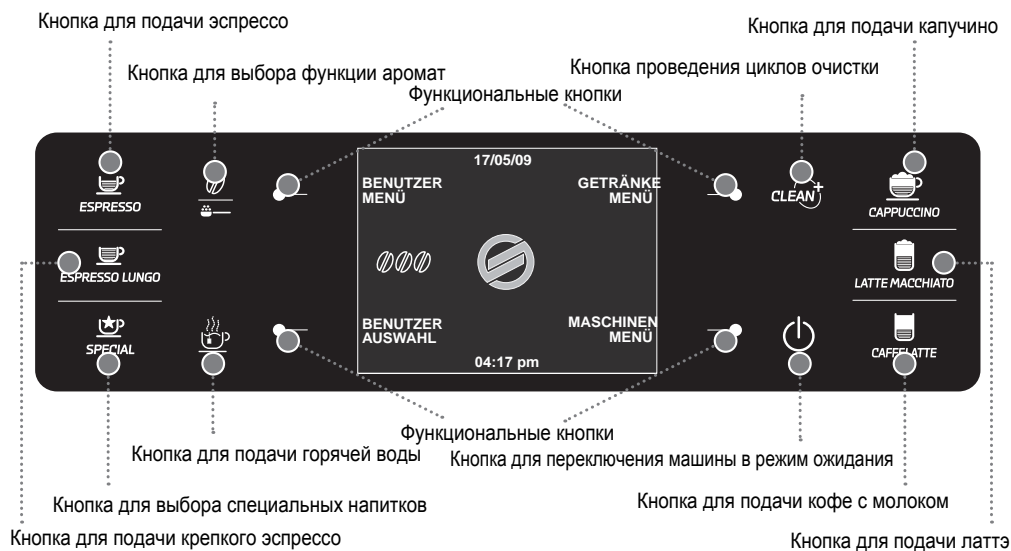 Кнопка для подачи эспрессо
Кнопка для подачи капучино
Кнопка для выбора функции аромат
Кнопка проведения циклов очистки
Функциональные кнопки
17/05/09
BENUTZER
MENÜ
GETRÄNKE
MENÜ
ESPRESSO
CLEAN+
CAPPUCCINO
ESPRESSO LUNGO
LATTE MACCHIATO
BENUTZER
AUSWAHL
MASCHINEN
MENÜ
SPECIAL
CAFFELATTE
04:17 pm
Функциональные кнопки
Кнопка для подачи горячей воды
Кнопка для переключения машины в режим ожидания
Кнопка для выбора специальных напитков
Кнопка для подачи кофе с молоком
Кнопка для подачи крепкого эспрессо
Кнопка для подачи латтэ